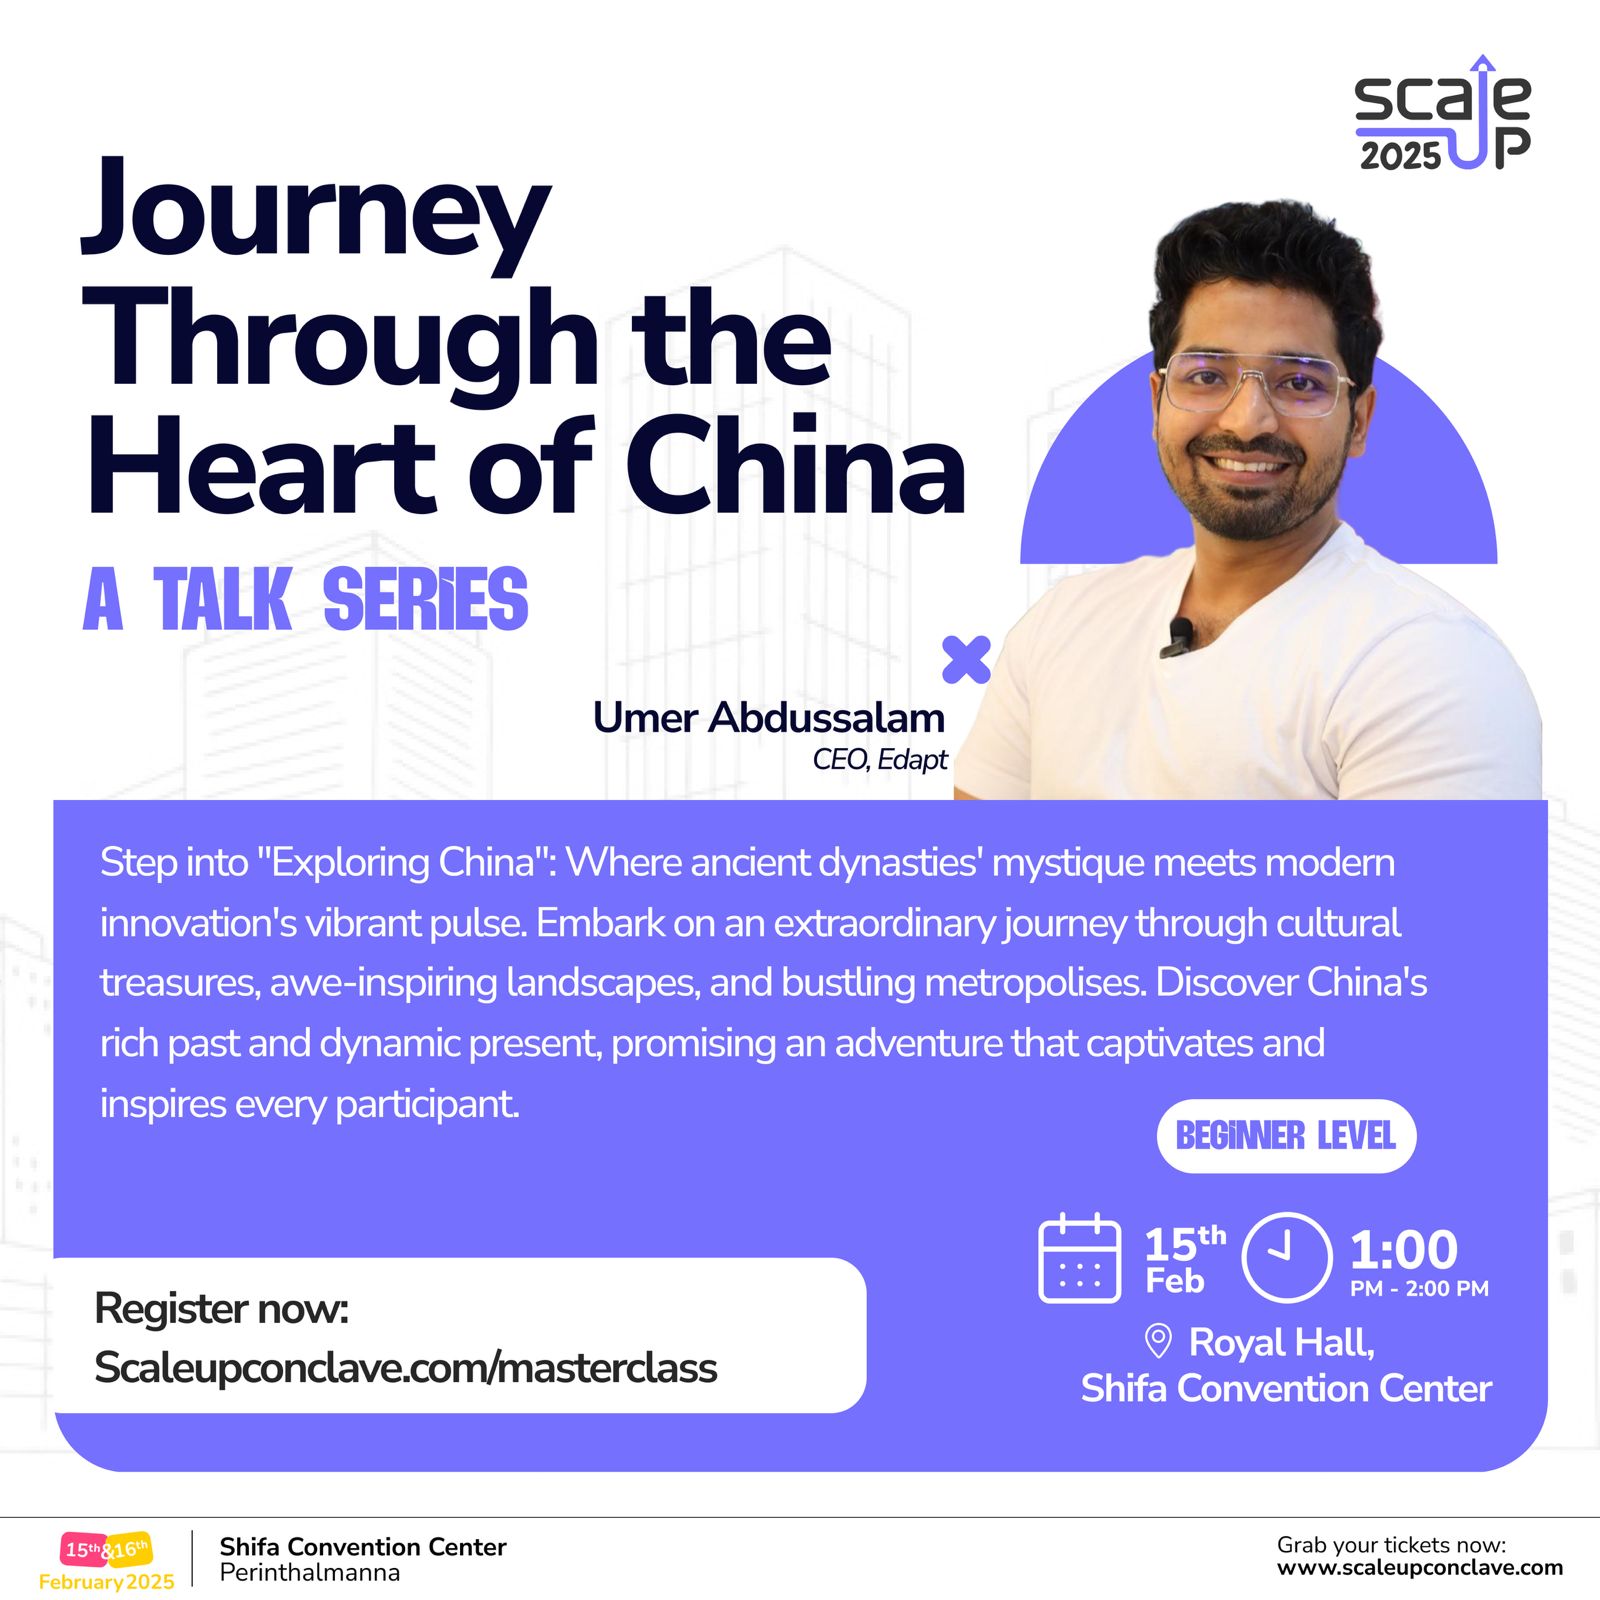 scale
2025 UP
Journey
Through the
Heart of China
A TALK SERIES
Umer Abdussalam
CEO, Edapt
Step into "Exploring China": Where ancient dynasties' mystique meets modern
innovation's vibrant pulse. Embark on an extraordinary journey through cultural
treasures, awe-inspiring landscapes, and bustling metropolises. Discover China's
rich past and dynamic present, promising an adventure that captivates and
inspires every participant.
BEGINNER LEVEL
15th
Feb
1:00
PM - 2:00 PM
Royal Hall,
Shifa Convention Center
Register now:
Scaleupconclave.com/masterclass
15th&16th
February 2025
Shifa Convention Center
Perinthalmanna
Grab your tickets now:
www.scaleupconclave.com